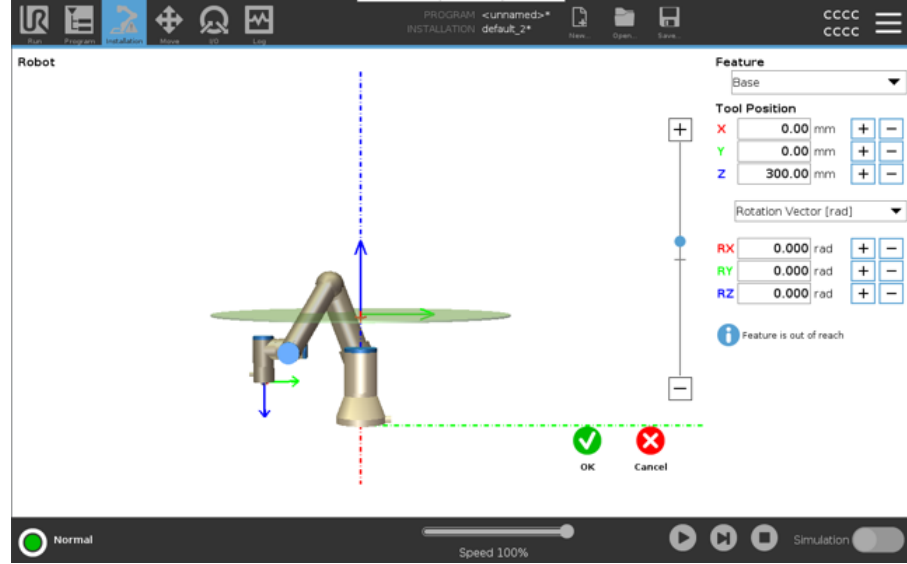 PROGRAM <unnamed>*
INSTALLATION default_2*
Run Program Installation Move I/O Log
New... Open... Save...
cccc
cccc
Robot
Feature
Base
Tool Position
X 0.00 mm + −
Y 0.00 mm + −
Z 300.00 mm + −
Rotation Vector [rad]
RX 0.000 rad + −
RY 0.000 rad + −
RZ 0.000 rad + −
Feature is out of reach
+
−
OK Cancel
Normal
Speed 100%
Simulation